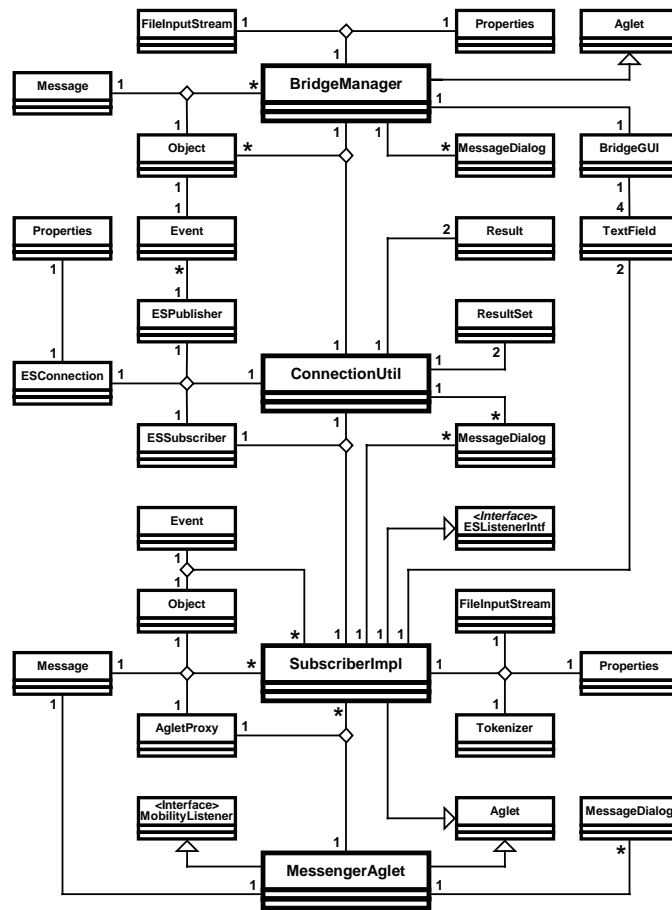 FileInputStream
1
1
Properties
Aglet
1
Message
1
*
BridgeManager
1
1
1
1
Object
*
*
MessageDialog
1
BridgeGUI
1
1
1
4
Properties
Event
2
Result
TextField
1
*
2
1
ESPublisher
ResultSet
1
1
1
1
1
2
ESConnection
1
1
ConnectionUtil
1
1
1
*
ESSubscriber
1
*
MessageDialog
Event
<Interface>
ESListenerIntf
1
1
Object
FileInputStream
1
*
1
1
1
1
1
Message
1
*
SubscriberImpl
1
1
Properties
1
1
*
1
AgletProxy
1
Tokenizer
<Interface>
MobilityListener
Aglet
MessageDialog
1
*
MessengerAglet
1
1